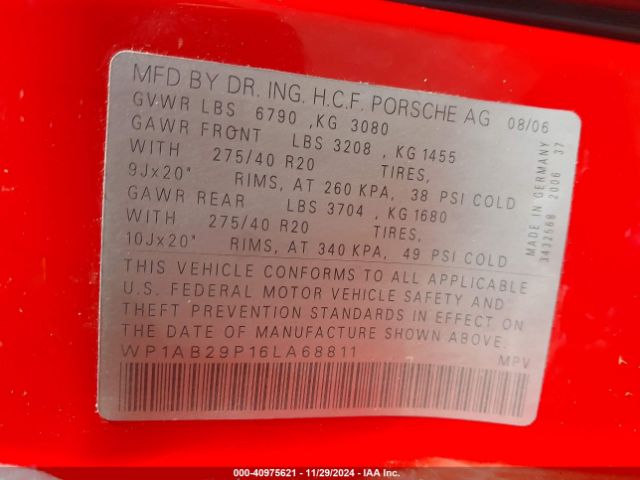 MFD BY DR. ING. H.C.F. PORSCHE AG 08/06
GVWR LBS 6790 ,KG 3080
GAWR FRONT LBS 3208 , KG 1455
WITH 275/40 R20 TIRES,
9Jx20" RIMS, AT 260 KPA, 38 PSI COLD
GAWR REAR LBS 3704 , KG 1680
WITH 275/40 R20 TIRES,
10Jx20" RIMS, AT 340 KPA, 49 PSI COLD
THIS VEHICLE CONFORMS TO ALL APPLICABLE
U.S. FEDERAL MOTOR VEHICLE SAFETY AND
THEFT PREVENTION STANDARDS IN EFFECT ON
THE DATE OF MANUFACTURE SHOWN ABOVE.
WP1AB29P16LA68811 MPV
MADE IN GERMANY
3432568 2006 37
000-40975621 - 11/29/2024 - IAAI.COM